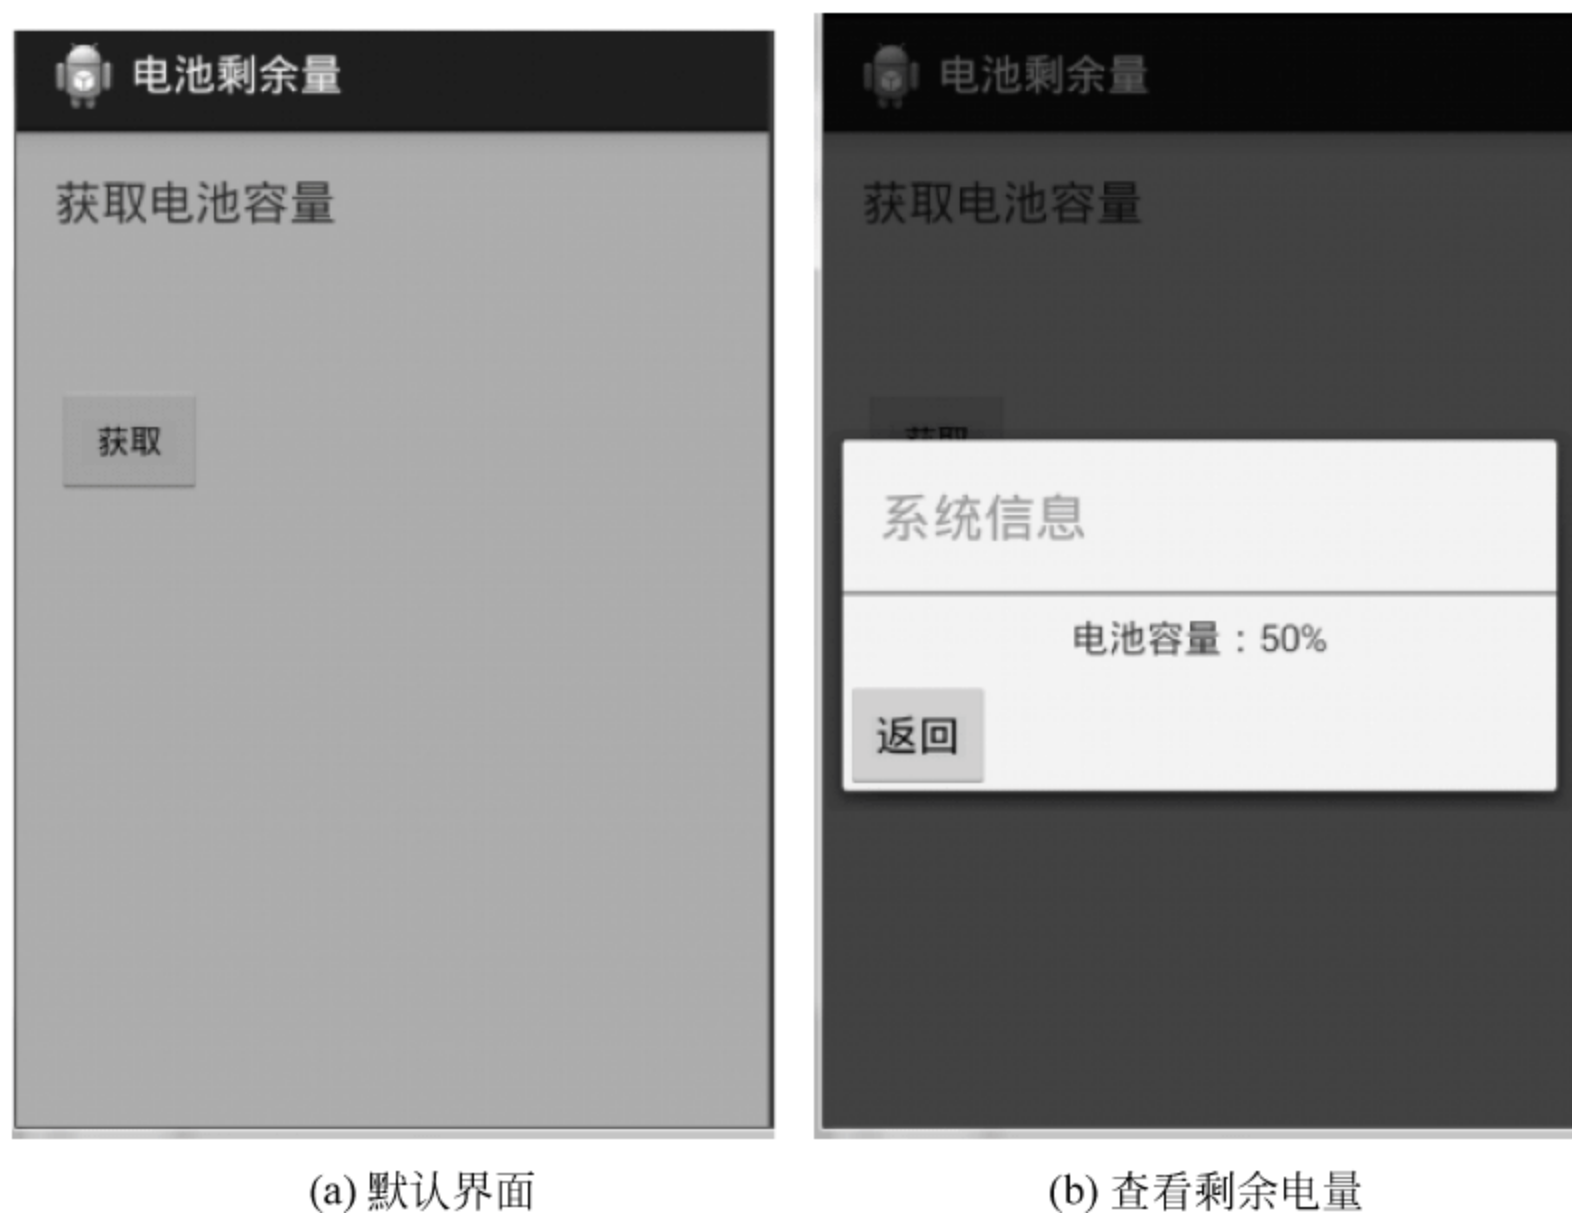 电池剩余量
获取电池容量
获取
(a) 默认界面
电池剩余量
获取电池容量
获取
系统信息
电池容量：50%
返回
(b) 查看剩余电量